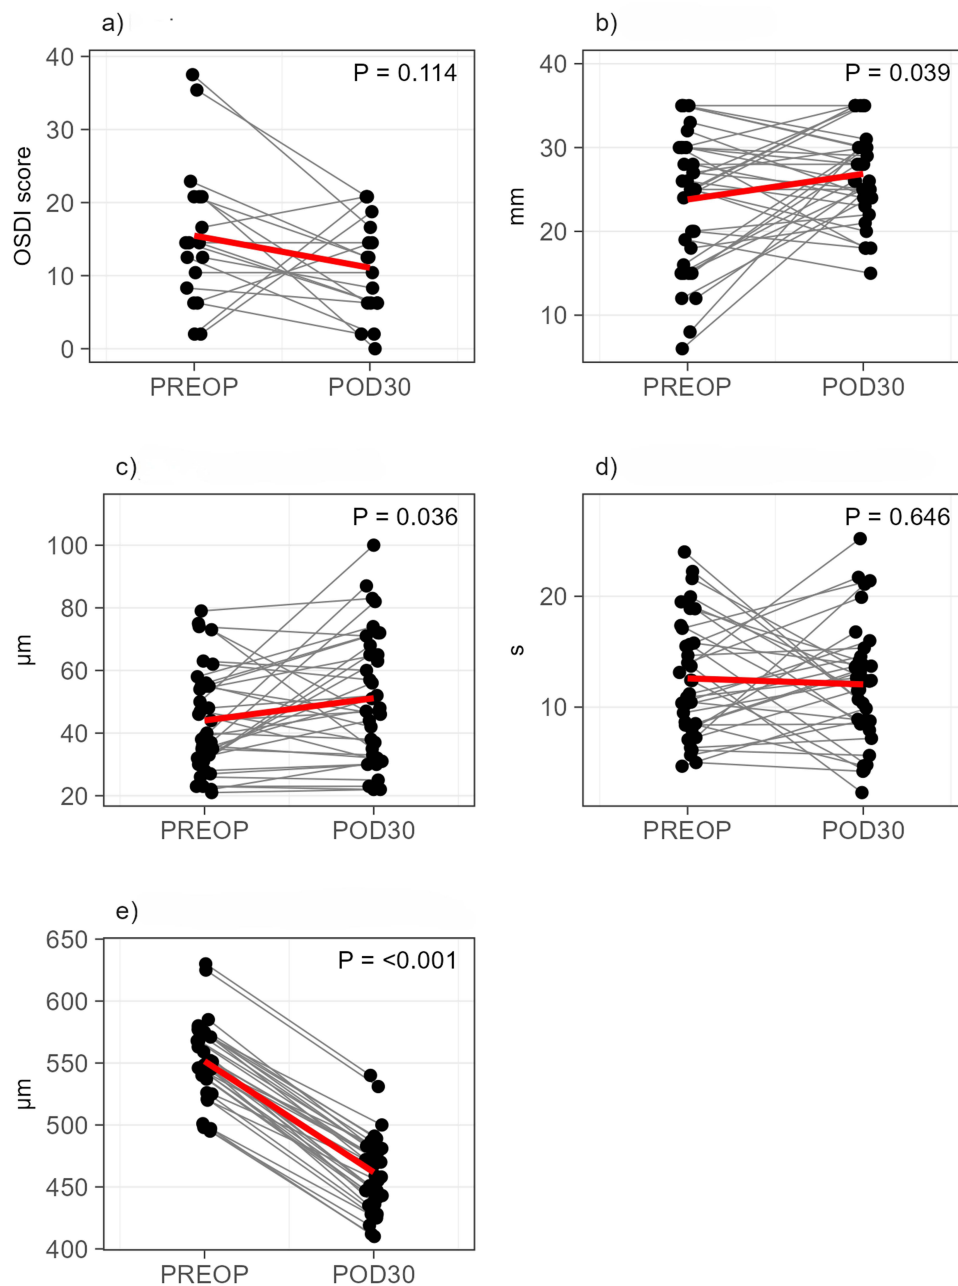 a)
P = 0.114
OSDI score
40
30
20
10
0
PREOP POD30
b)
P = 0.039
mm
40
30
20
10
PREOP POD30
c)
P = 0.036
µm
100
80
60
40
20
PREOP POD30
d)
P = 0.646
s
20
10
PREOP POD30
e)
P = <0.001
µm
650
600
550
500
450
400
PREOP POD30